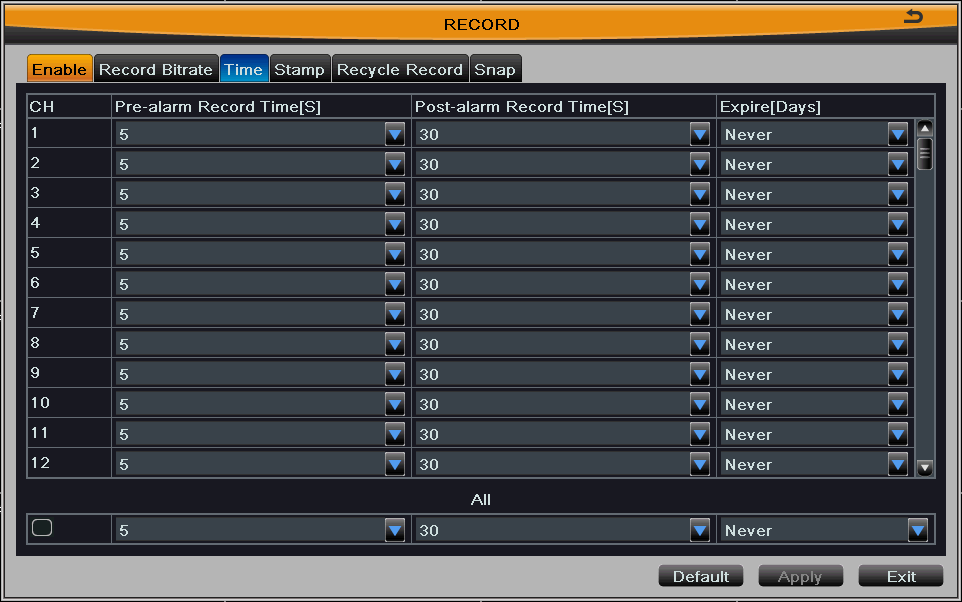 RECORD
Enable Record Bitrate Time Stamp Recycle Record Snap
CH Pre-alarm Record Time[S] Post-alarm Record Time[S] Expire[Days]
1 5 30 Never
2 5 30 Never
3 5 30 Never
4 5 30 Never
5 5 30 Never
6 5 30 Never
7 5 30 Never
8 5 30 Never
9 5 30 Never
10 5 30 Never
11 5 30 Never
12 5 30 Never
All
5 30 Never
Default Apply Exit